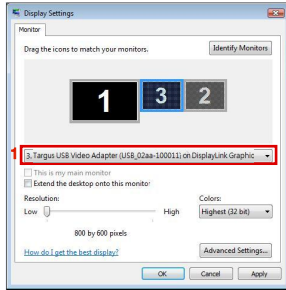 Display Settings
Monitor
Drag the icons to match your monitors.
Identify Monitors
1
3
2
1
3. Targus USB Video Adapter (USB_02aa-100011) on DisplayLink Graphic
This is my main monitor
Extend the desktop onto this monitor
Resolution:
Colors:
Low
High
Highest (32 bit)
800 by 600 pixels
How do I get the best display?
Advanced Settings...
OK
Cancel
Apply